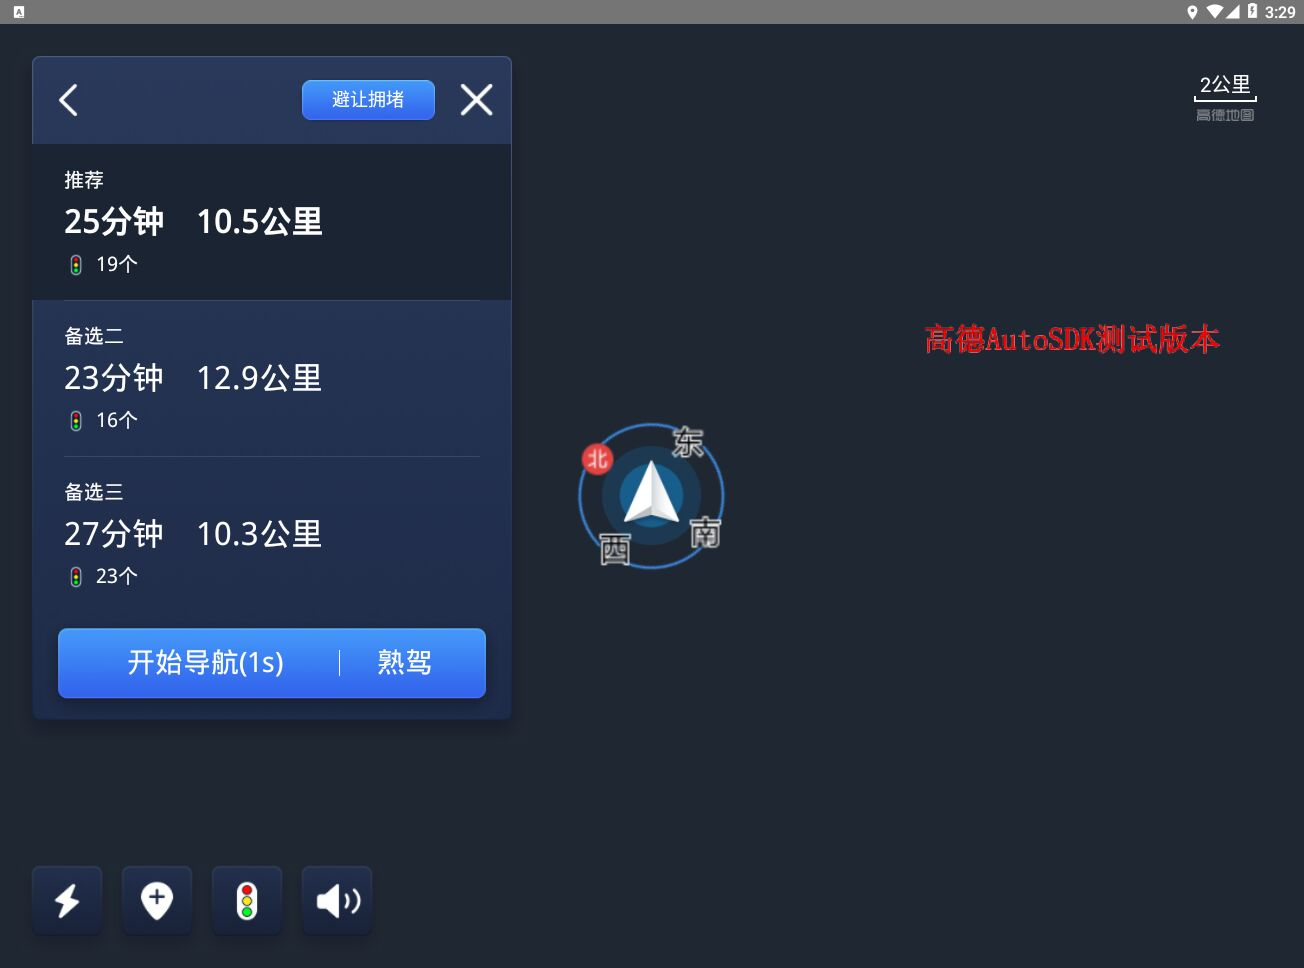 3:29
避让拥堵
推荐
25分钟 10.5公里
19个
备选二
23分钟 12.9公里
16个
备选三
27分钟 10.3公里
23个
开始导航(1s) 熟驾
2公里
高德地图
高德AutoSDK测试版本
北
东
南
西